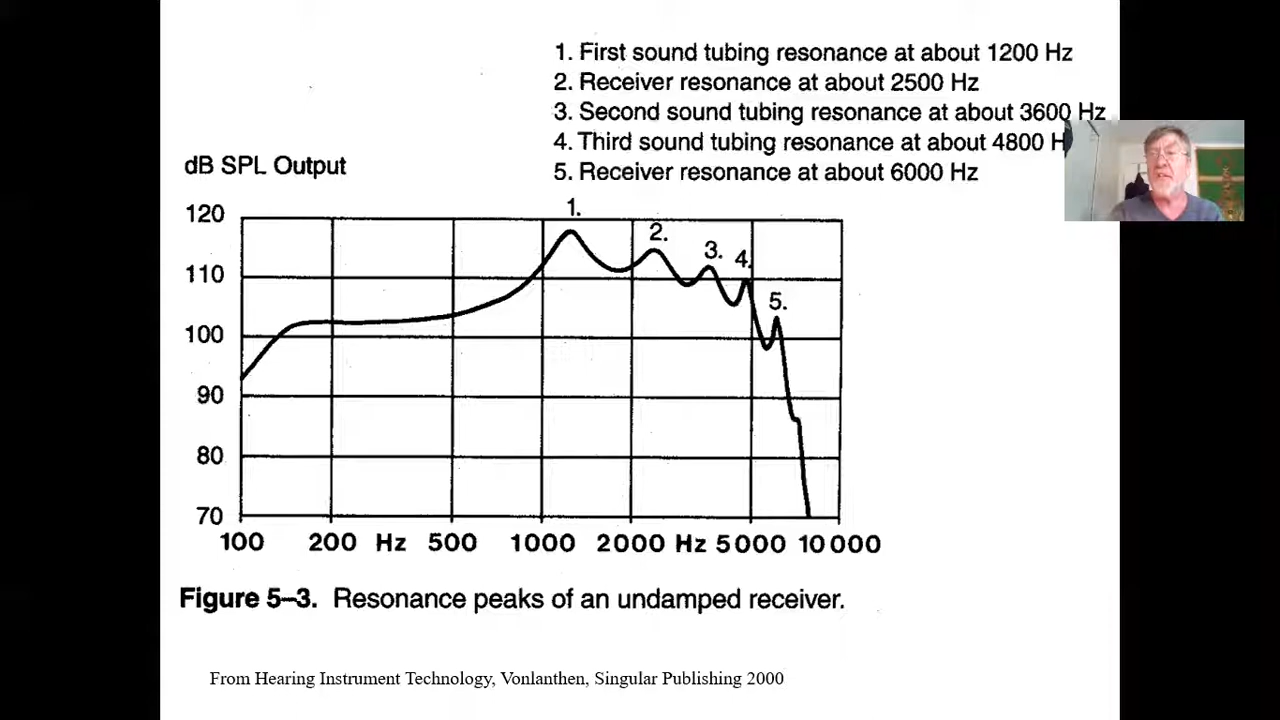 1. First sound tubing resonance at about 1200 Hz
2. Receiver resonance at about 2500 Hz
3. Second sound tubing resonance at about 3600 Hz
4. Third sound tubing resonance at about 4800 H
5. Receiver resonance at about 6000 Hz
dB SPL Output
120
110
100
90
80
70
1.
2.
3.
4.
5.
100 200 Hz 500 1000 2000 Hz 5000 10 000
Figure 5–3. Resonance peaks of an undamped receiver.
From Hearing Instrument Technology, Vonlanthen, Singular Publishing 2000